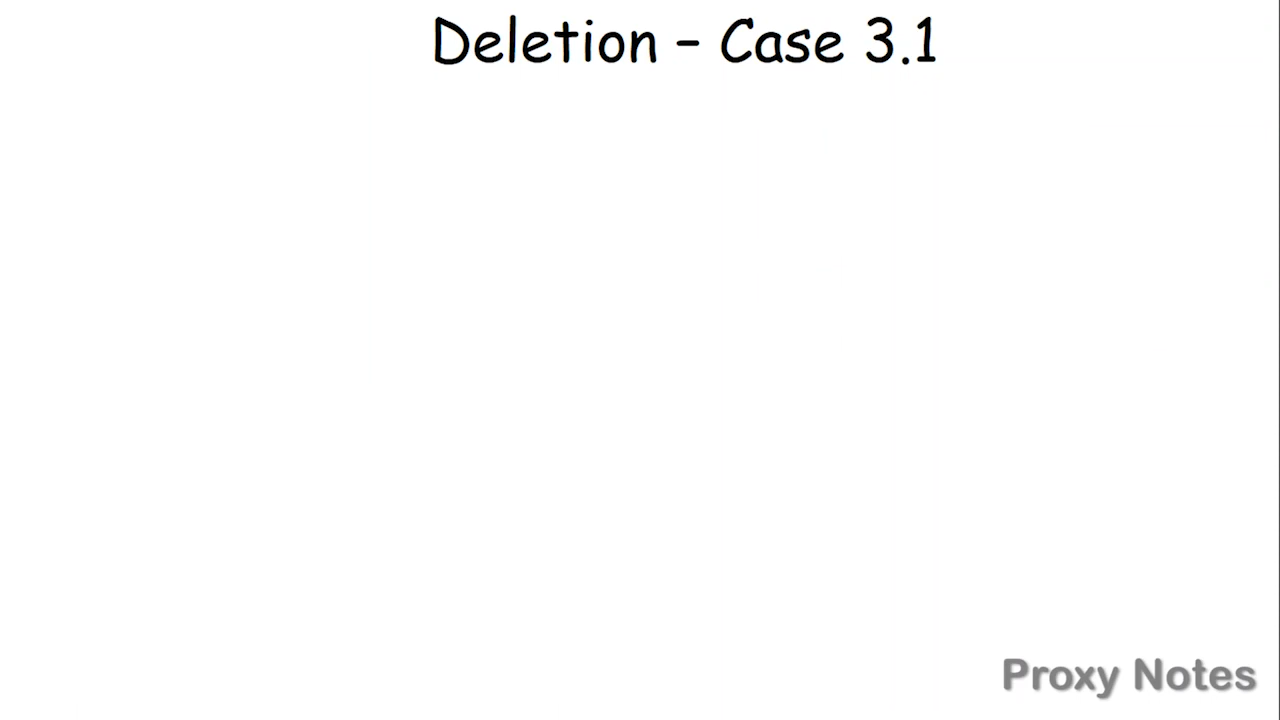 Deletion – Case 3.1
Proxy Notes